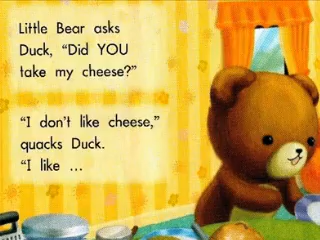 Little Bear asks
Duck, “Did YOU
take my cheese?”
“I don't like cheese,”
quacks Duck.
“I like ...